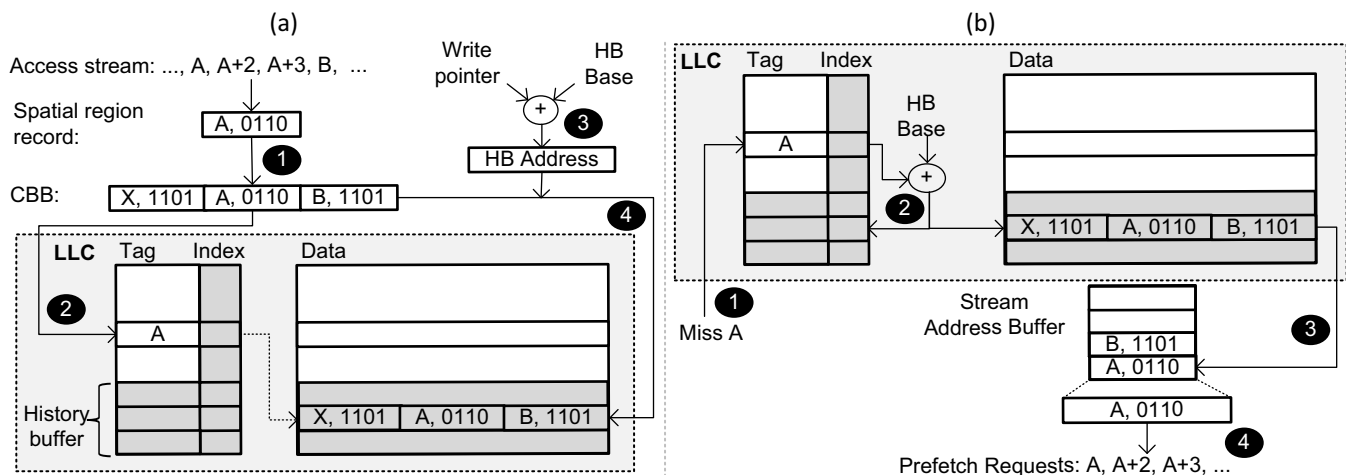 (a)
Write pointer
HB Base
Access stream: ..., A, A+2, A+3, B, ...
+
Spatial region record:
A, 0110
3
1
HB Address
CBB:
X, 1101 A, 0110 B, 1101
4
LLC
Tag Index Data
2
A
History buffer
X, 1101 A, 0110 B, 1101
(b)
LLC
Tag Index Data
HB Base
A
+
2
X, 1101 A, 0110 B, 1101
1
Miss A
Stream Address Buffer
3
B, 1101
A, 0110
A, 0110
4
Prefetch Requests: A, A+2, A+3, ...